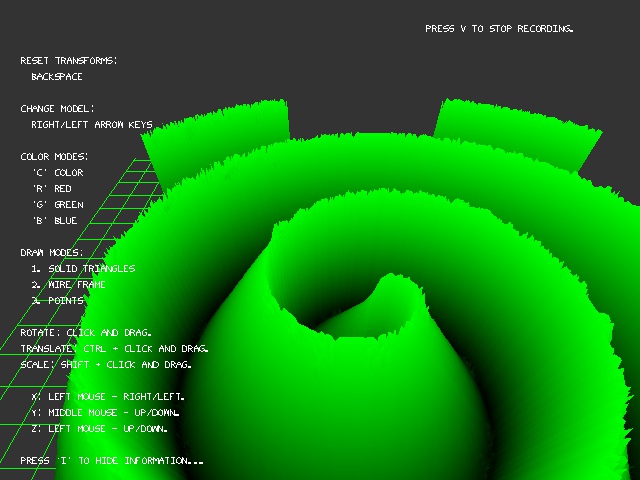 PRESS V TO STOP RECORDING.
RESET TRANSFORMS:
BACKSPACE
CHANGE MODEL:
RIGHT/LEFT ARROW KEYS
COLOR MODES:
'C' COLOR
'R' RED
'G' GREEN
'B' BLUE
DRAW MODES:
1. SOLID TRIANGLES
2. WIRE FRAME
3. POINTS
ROTATE: CLICK AND DRAG.
TRANSLATE: CTRL + CLICK AND DRAG.
SCALE: SHIFT + CLICK AND DRAG.
X: LEFT MOUSE - RIGHT/LEFT.
Y: MIDDLE MOUSE - UP/DOWN.
Z: LEFT MOUSE - UP/DOWN.
PRESS 'I' TO HIDE INFORMATION...